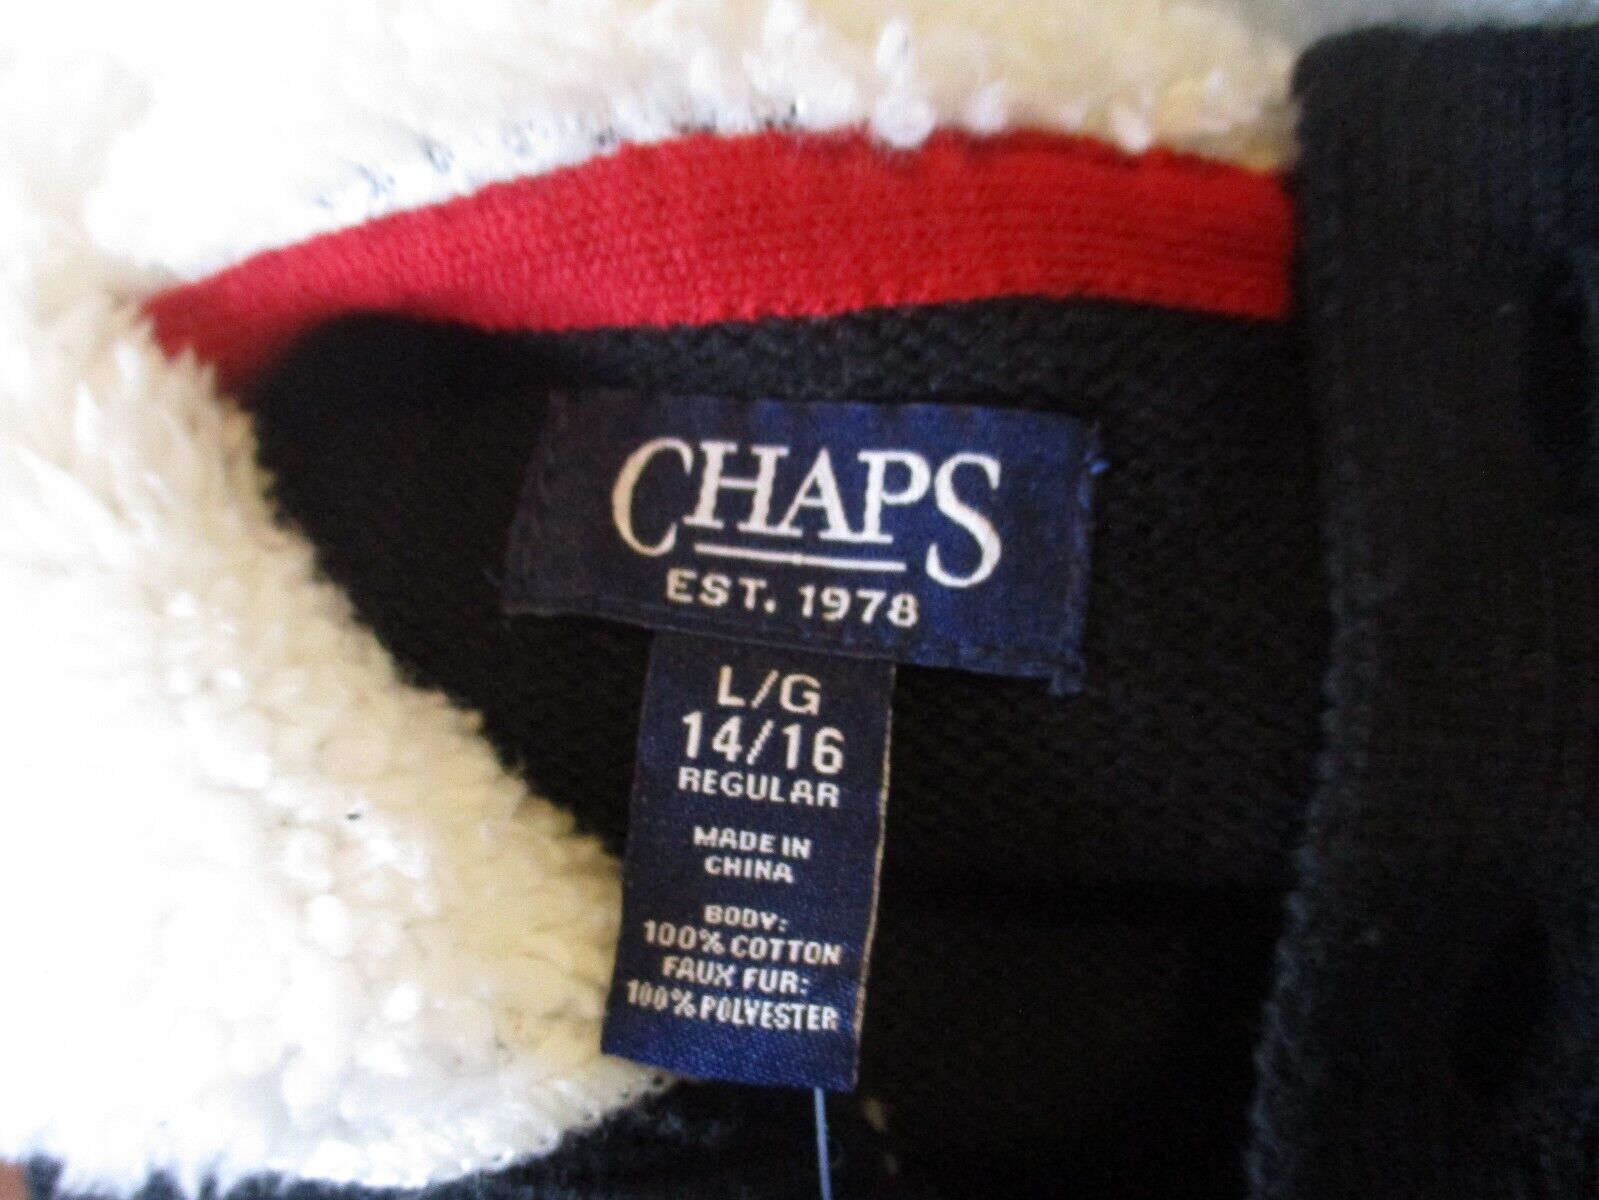 CHAPS
EST. 1978
L/G
14/16
REGULAR
MADE IN
CHINA
BODY:
100% COTTON
FAUX FUR:
100% POLYESTER